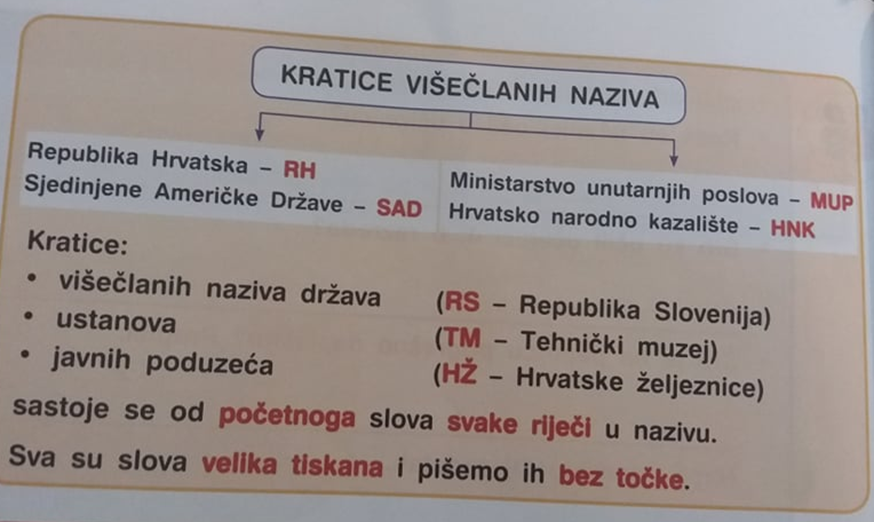 KRATICE VIŠEČLANIH NAZIVA
Republika Hrvatska – RH
Sjedinjene Američke Države – SAD
Ministarstvo unutarnjih poslova – MUP
Hrvatsko narodno kazalište – HNK
Kratice:
• višečlanih naziva država (RS – Republika Slovenija)
• ustanova (TM – Tehnički muzej)
• javnih poduzeća (HŽ – Hrvatske željeznice)
sastoje se od početnoga slova svake riječi u nazivu.
Sva su slova velika tiskana i pišemo ih bez točke.